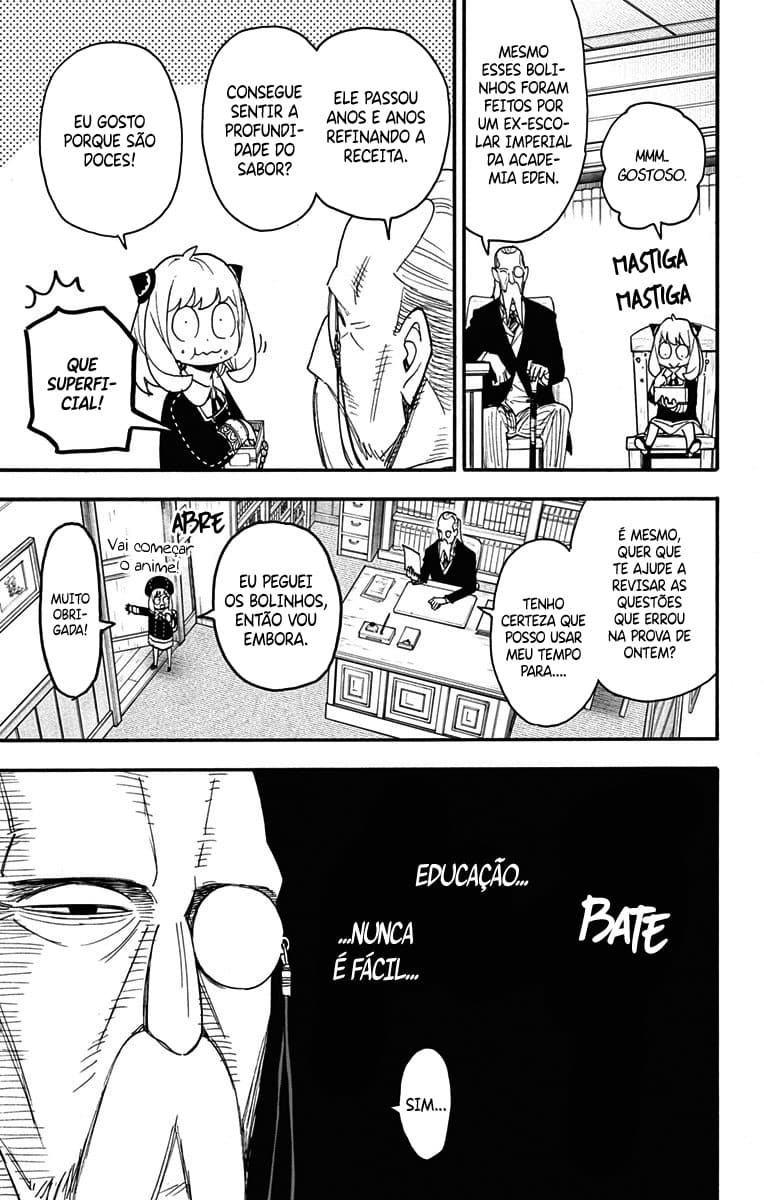 MMM.
GOSTOSO.
MASTIGA
MASTIGA
MESMO
ESSES BOLI-
NHOS FORAM
FEITOS POR
UM EX-ESCO-
LAR IMPERIAL
DA ACADE-
MIA EDEN.
ELE PASSOU
ANOS E ANOS
REFINANDO A
RECEITA.
CONSEGUE
SENTIR A
PROFUNDI-
DADE DO
SABOR?
EU GOSTO
PORQUE SÃO
DOCES!
QUE
SUPERFI-
CIAL!
É MESMO,
QUER QUE
TE AJUDE A
REVISAR AS
QUESTÕES
QUE ERROU
NA PROVA DE
ONTEM?
TENHO
CERTEZA QUE
POSSO USAR
MEU TEMPO
PARA....
EU PEGUEI
OS BOLINHOS,
ENTÃO VOU
EMBORA.
ABRE
Vai começar
o anime!
MUITO
OBRI-
GADA!
BATE
EDUCAÇÃO...
...NUNCA
É FÁCIL...
SIM...